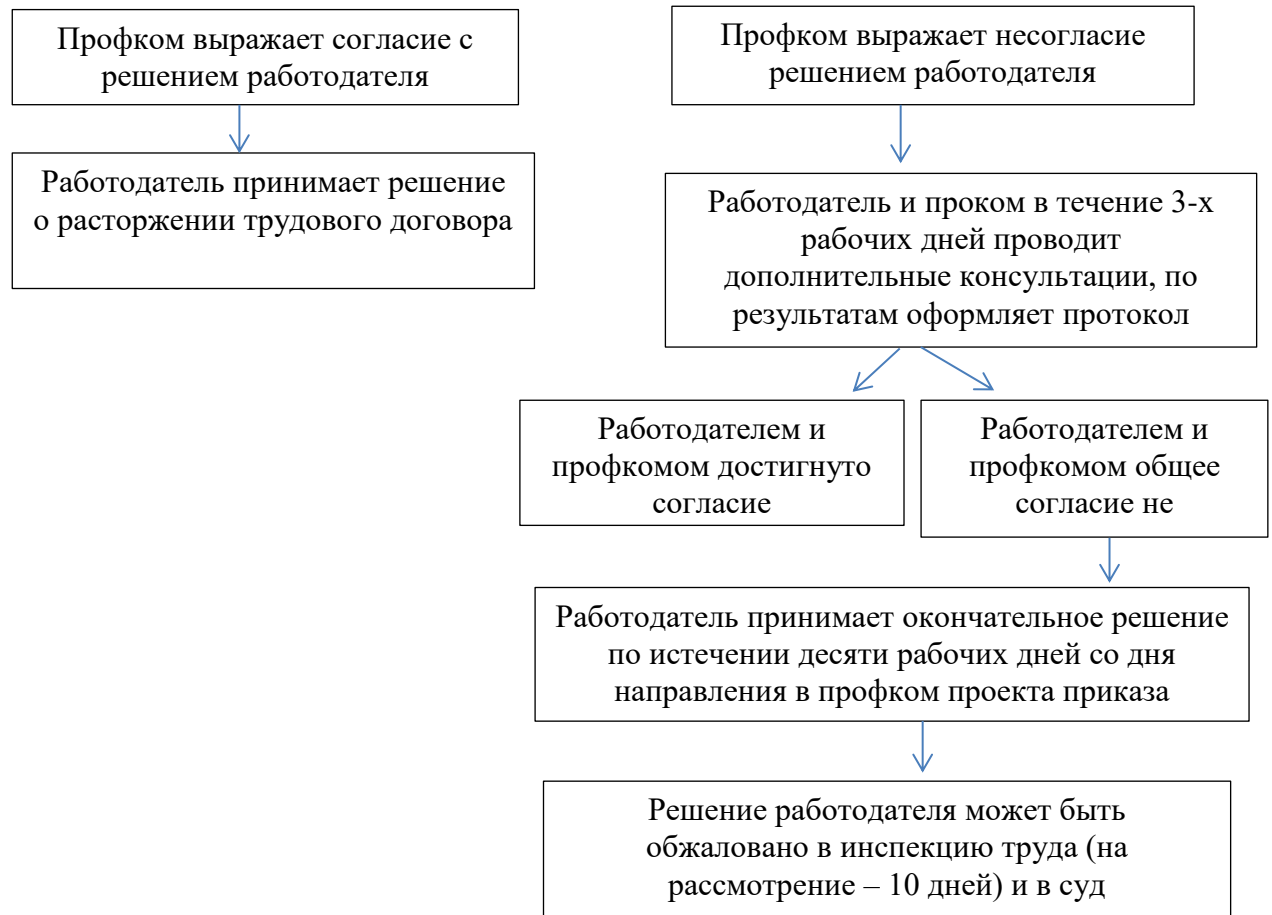 Профком выражает согласие с
решением работодателя
Профком выражает несогласие
решением работодателя
Работодатель принимает решение
о расторжении трудового договора
Работодатель и проком в течение 3-х
рабочих дней проводит
дополнительные консультации, по
результатам оформляет протокол
Работодателем и
профкомом достигнуто
согласие
Работодателем и
профкомом общее
согласие не
Работодатель принимает окончательное решение
по истечении десяти рабочих дней со дня
направления в профком проекта приказа
Решение работодателя может быть
обжаловано в инспекцию труда (на
рассмотрение – 10 дней) и в суд